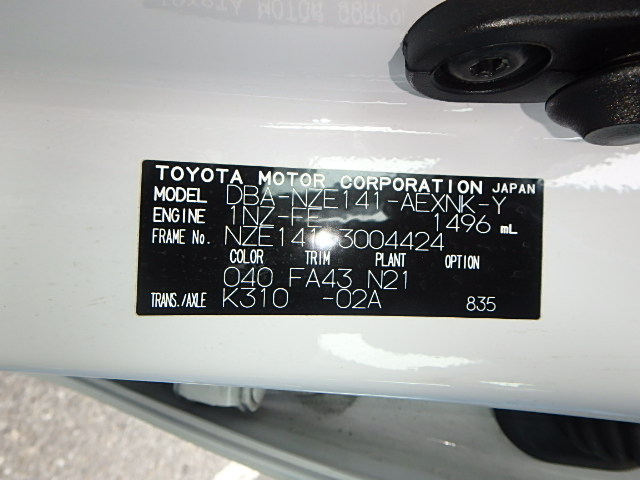 TOYOTA MOTOR CORPORATION JAPAN
MODEL DBA-NZE141-AEXNK-Y
ENGINE 1NZ-FE 1496 mL
FRAME No. NZE141-3004424
COLOR TRIM PLANT OPTION
040 FA43 N21
TRANS./AXLE K310 -02A 835